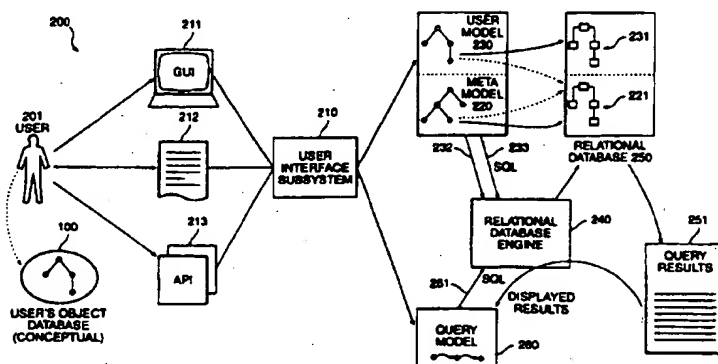 200
211
GUI
201
USER
212
213
API
100
USER'S OBJECT
DATABASE
(CONCEPTUAL)
210
USER
INTERFACE
SUBSYSTEM
USER
MODEL
230
META
MODEL
220
231
221
RELATIONAL
DATABASE 250
232
233
SQL
RELATIONAL
DATABASE
ENGINE
240
251
QUERY
RESULTS
261
SQL
DISPLAYED
RESULTS
QUERY
MODEL
260